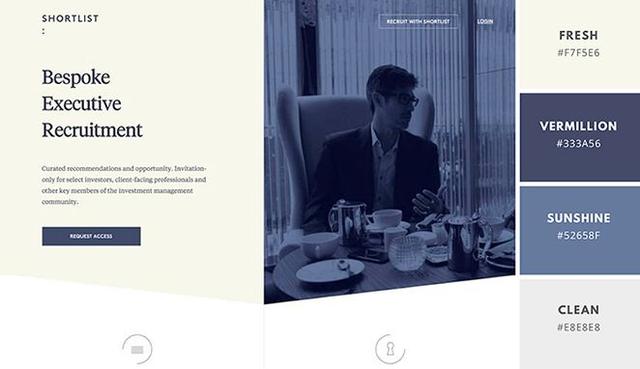 SHORTLIST
:
RECRUIT WITH SHORTLIST
LOGIN
Bespoke
Executive
Recruitment
Curated recommendations and opportunity. Invitation-
only for select investors, client-facing professionals and
other key members of the investment management
community.
REQUEST ACCESS
FRESH
#F7F5E6
VERMILLION
#333A56
SUNSHINE
#52658F
CLEAN
#E8E8E8